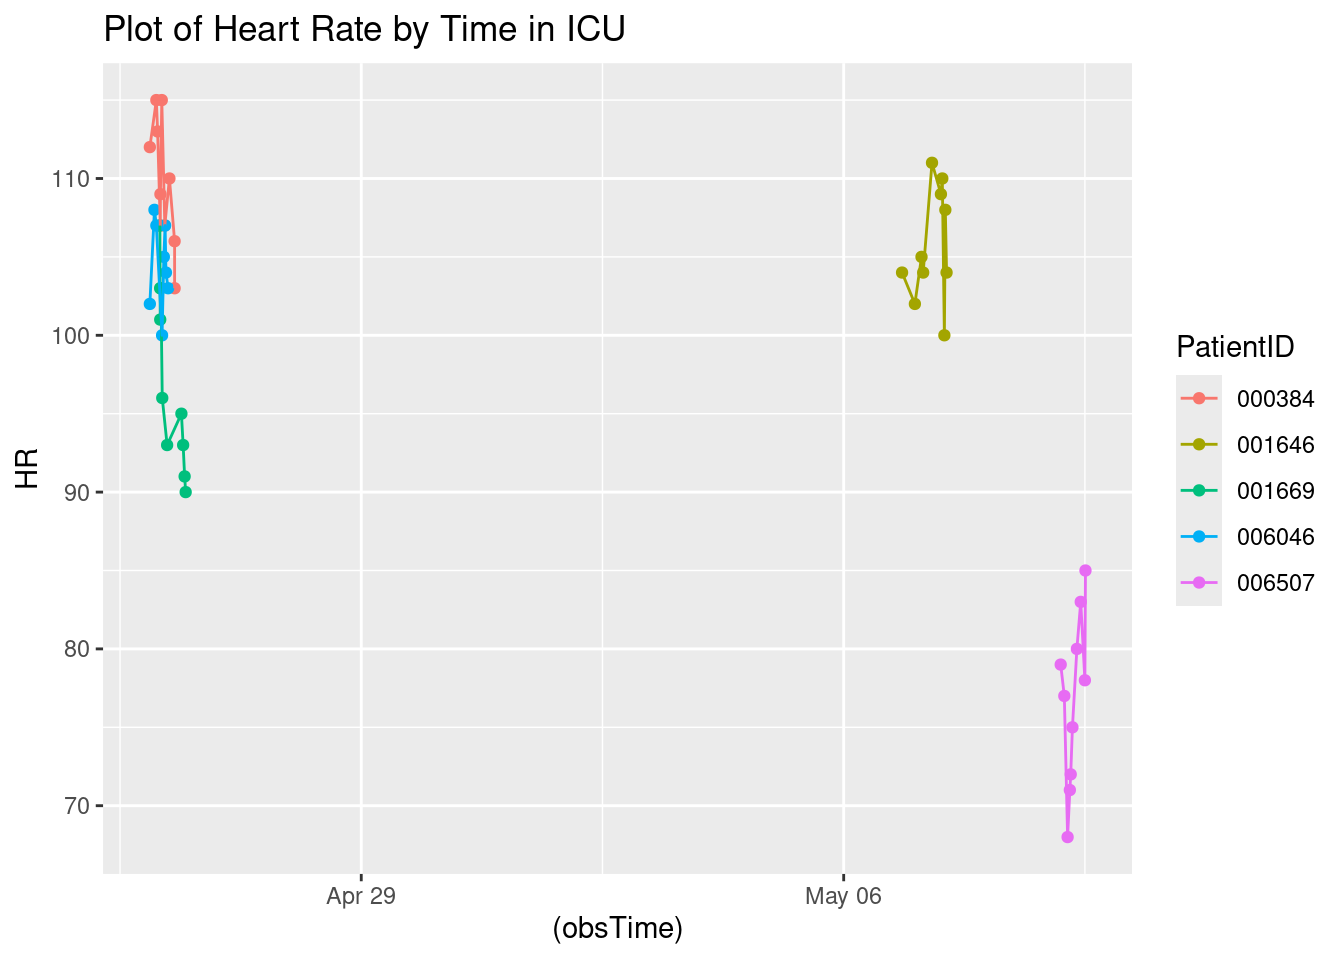 Plot of Heart Rate by Time in ICU
110
100
90
80
70
HR
Apr 29
May 06
(obsTime)
PatientID
000384
001646
001669
006046
006507